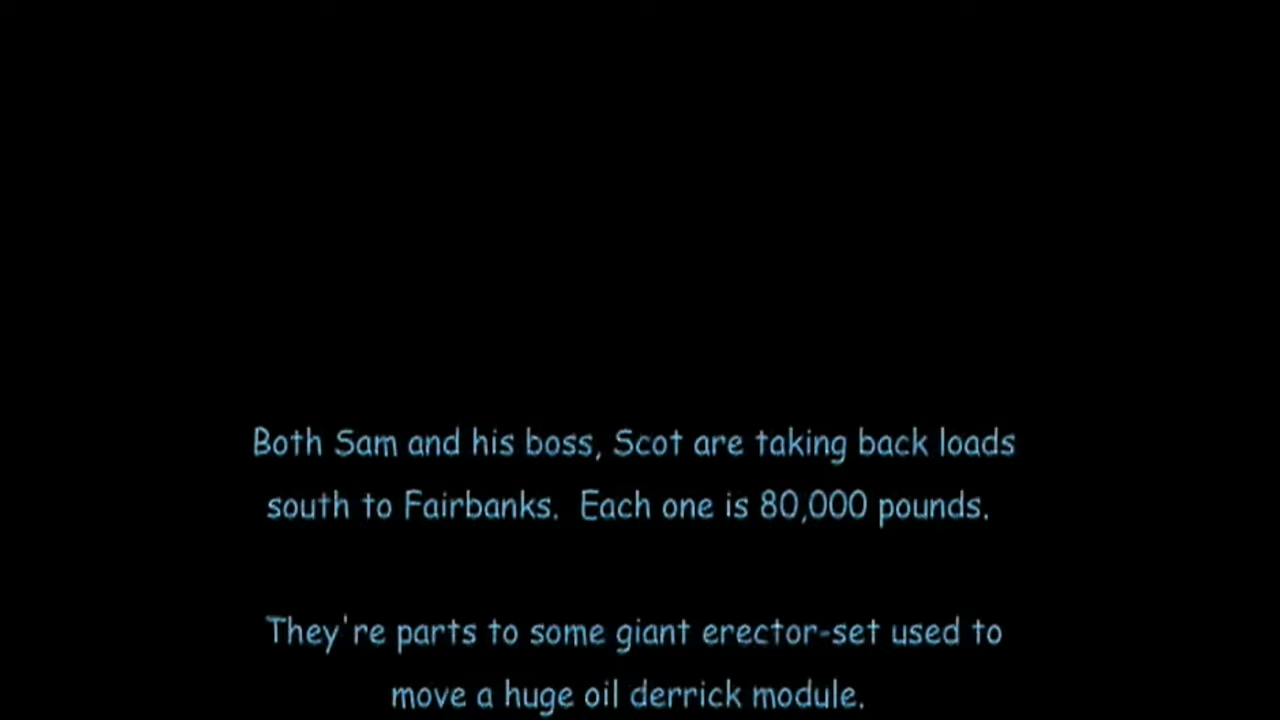 Both Sam and his boss, Scot are taking back loads
south to Fairbanks.  Each one is 80,000 pounds.
They're parts to some giant erector-set used to
move a huge oil derrick module.